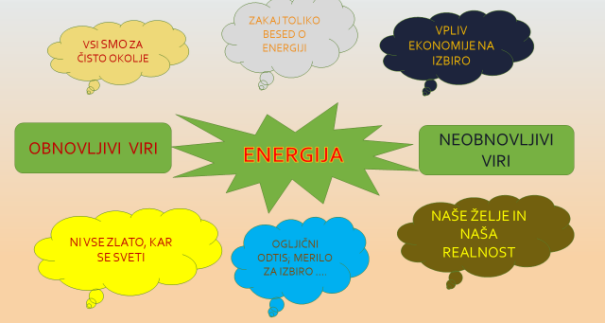 VSI SMO ZA
ČISTO OKOLJE
ZAKAJ TOLIKO
BESED O
ENERGIJI
VPLIV
EKONOMIJE NA
IZBIRO
OBNOVLJIVI VIRI
ENERGIJA
NEOBNOVLJIVI
VIRI
NI VSE ZLATO, KAR
SE SVETI
OGLJIČNI
ODTIS; MERILO
ZA IZBIRO ....
NAŠE ŽELJE IN
NAŠA
REALNOST